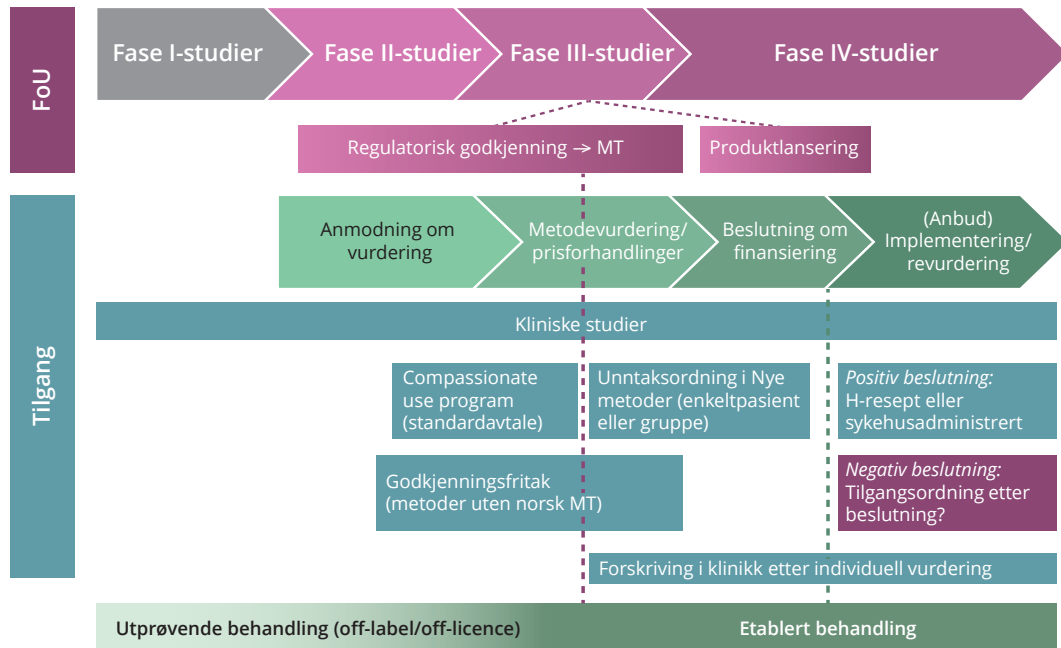 FoU
Fase I-studier
Fase II-studier
Fase III-studier
Fase IV-studier
Regulatorisk godkjenning → MT
Produktlansering
Tilgang
Anmodning om
vurdering
Metodevurdering/
prisforhandlinger
Beslutning om
finansiering
(Anbud)
Implementering/
revurdering
Kliniske studier
Compassionate
use program
(standardavtale)
Unntaksordning i Nye
metoder (enkeltpasient
eller gruppe)
Positiv beslutning:
H-resept eller
sykehusadministrert
Godkjenningsfritak
(metoder uten norsk MT)
Negativ beslutning:
Tilgangsordning etter
beslutning?
Forskriving i klinikk etter individuell vurdering
Utprøvende behandling (off-label/off-licence)
Etablert behandling